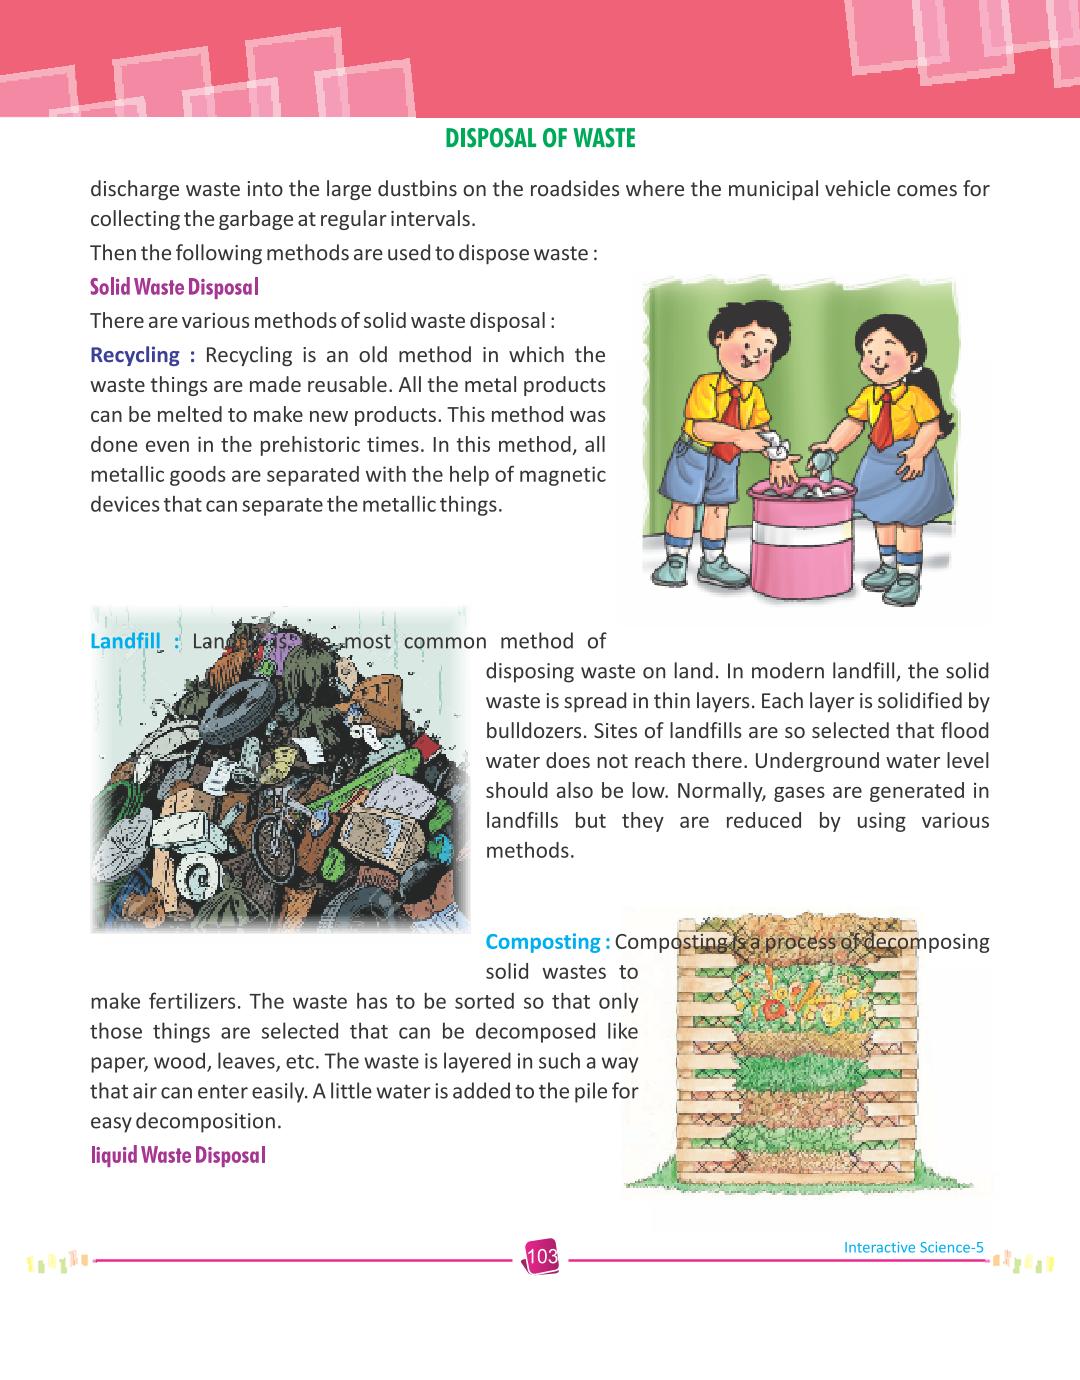 DISPOSAL OF WASTE
discharge waste into the large dustbins on the roadsides where the municipal vehicle comes for
collecting the garbage at regular intervals.
Then the following methods are used to dispose waste :
Solid Waste Disposal
There are various methods of solid waste disposal :
Recycling : Recycling is an old method in which the
waste things are made reusable. All the metal products
can be melted to make new products. This method was
done even in the prehistoric times. In this method, all
metallic goods are separated with the help of magnetic
devices that can separate the metallic things.
Landfill : Landfill is the most common method of
disposing waste on land. In modern landfill, the solid
waste is spread in thin layers. Each layer is solidified by
bulldozers. Sites of landfills are so selected that flood
water does not reach there. Underground water level
should also be low. Normally, gases are generated in
landfills but they are reduced by using various
methods.
Composting : Composting is a process of decomposing
solid wastes to
make fertilizers. The waste has to be sorted so that only
those things are selected that can be decomposed like
paper, wood, leaves, etc. The waste is layered in such a way
that air can enter easily. A little water is added to the pile for
easy decomposition.
liquid Waste Disposal
Interactive Science-5
103